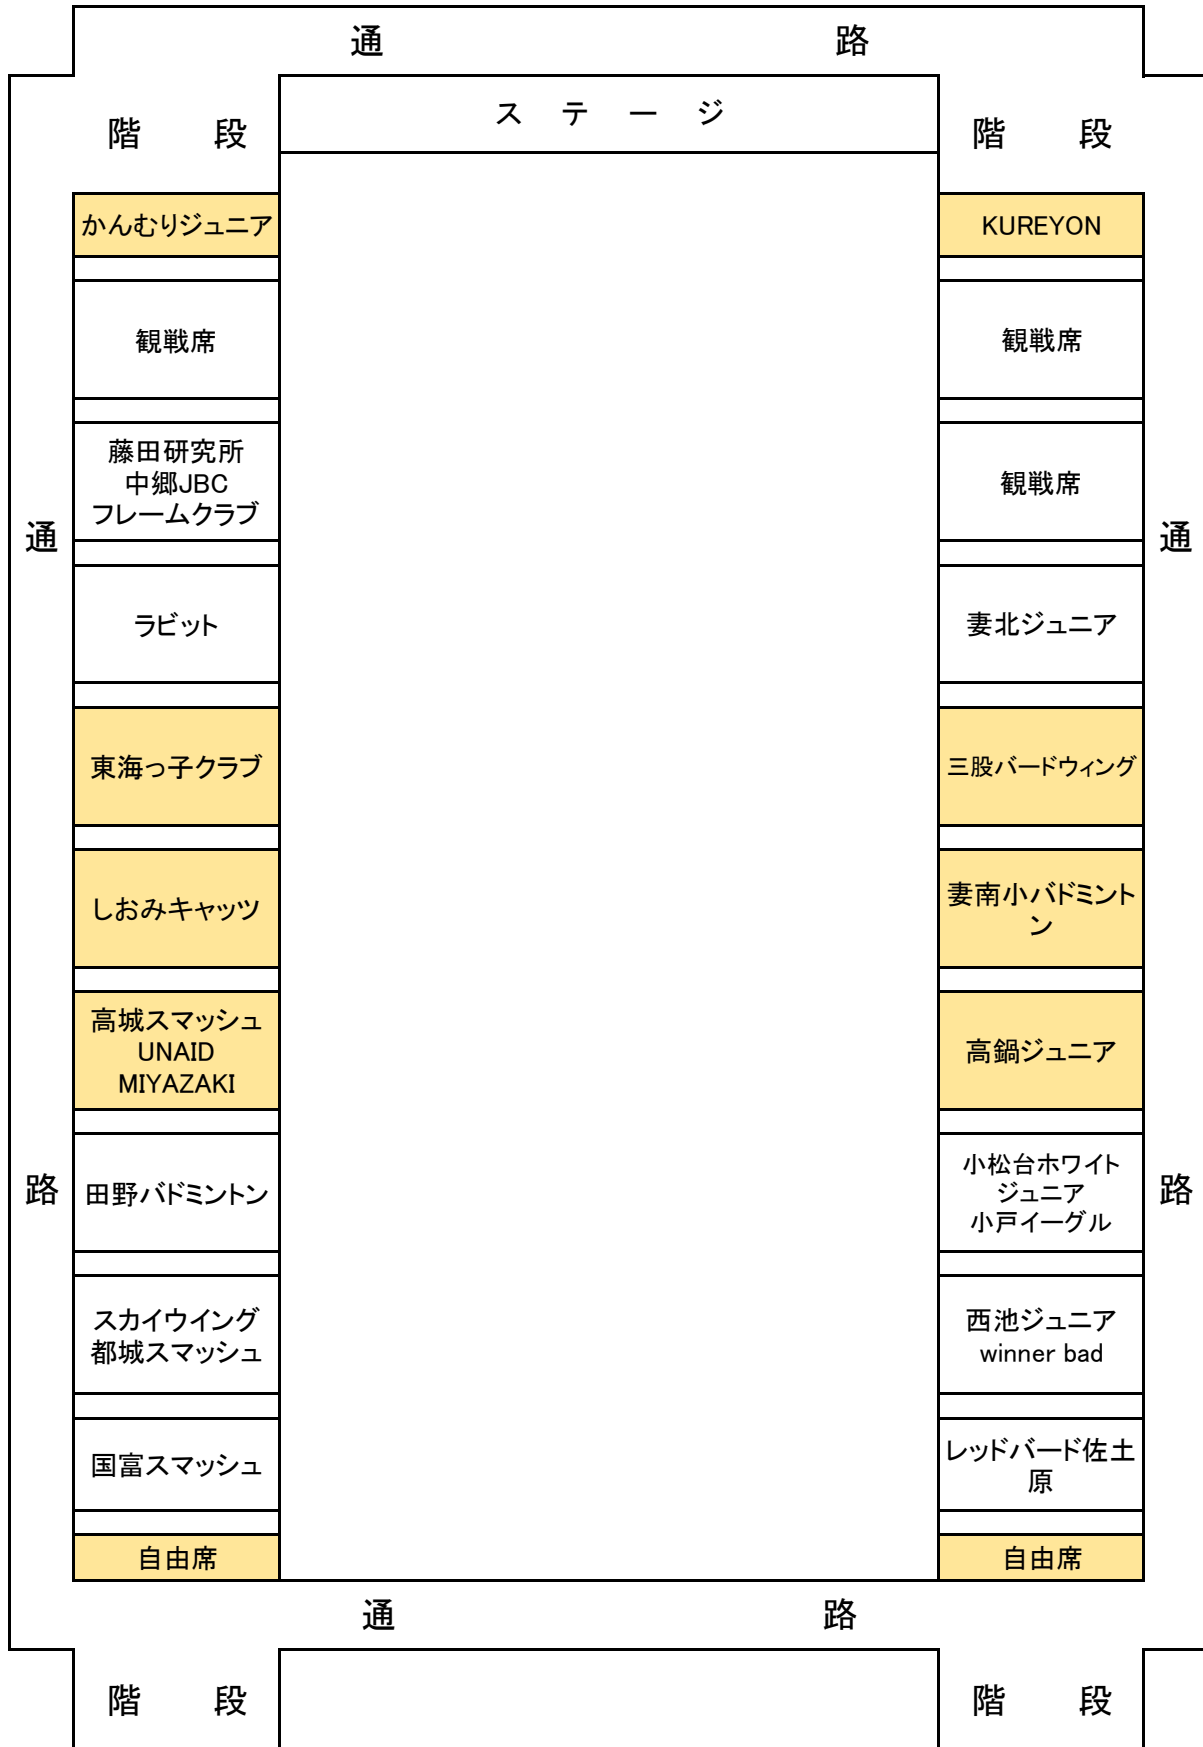 通　路
ステージ
階　段
階　段
かんむりジュニア
KUREYON
観戦席
観戦席
藤田研究所
中郷JBC
フレームクラブ
観戦席
通
通
ラビット
妻北ジュニア
東海っ子クラブ
三股バードウィング
しおみキャッツ
妻南小バドミント
ン
高城スマッシュ
UNAID
MIYAZAKI
高鍋ジュニア
路
路
田野バドミントン
小松台ホワイト
ジュニア
小戸イーグル
スカイウイング
都城スマッシュ
西池ジュニア
winner bad
国富スマッシュ
レッドバード佐土
原
自由席
自由席
通　路
階　段
階　段